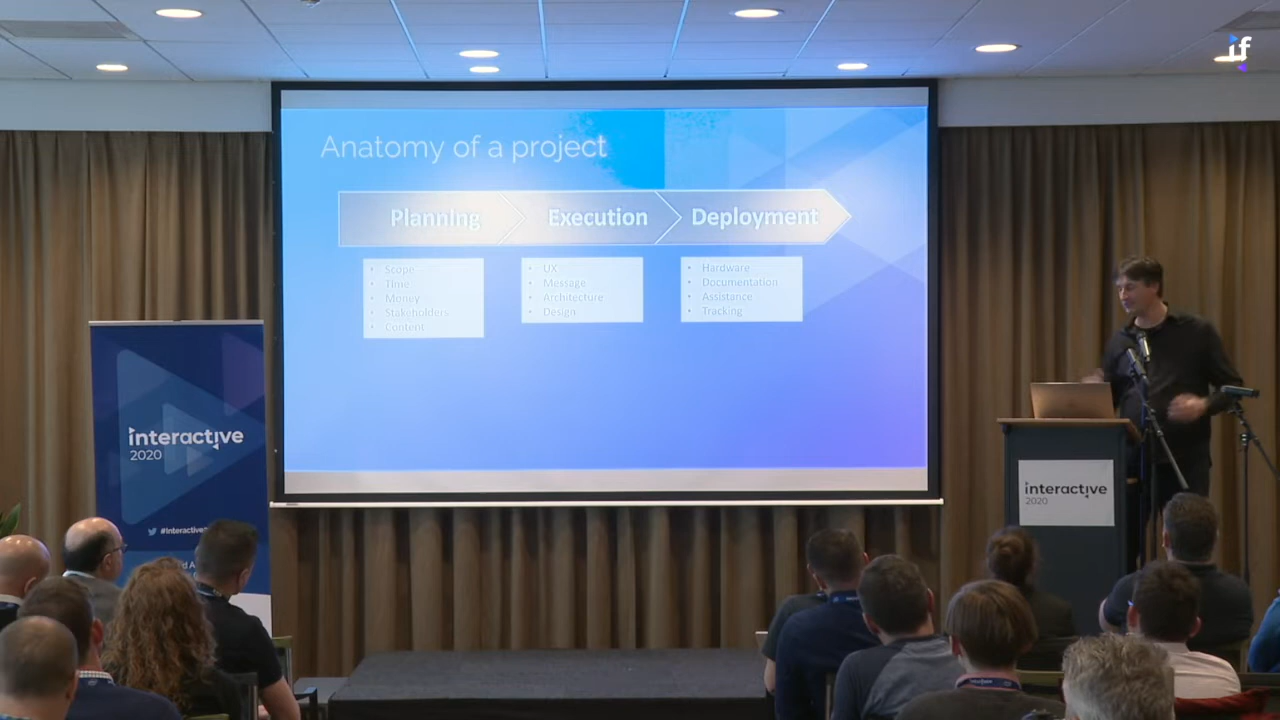 if
Anatomy of a project
Planning
Execution
Deployment
• Scope
• Time
• Money
• Stakeholders
• Content
• UX
• Message
• Architecture
• Design
• Hardware
• Documentation
• Assistance
• Tracking
interactive
2020
#Interactive
interactive
2020